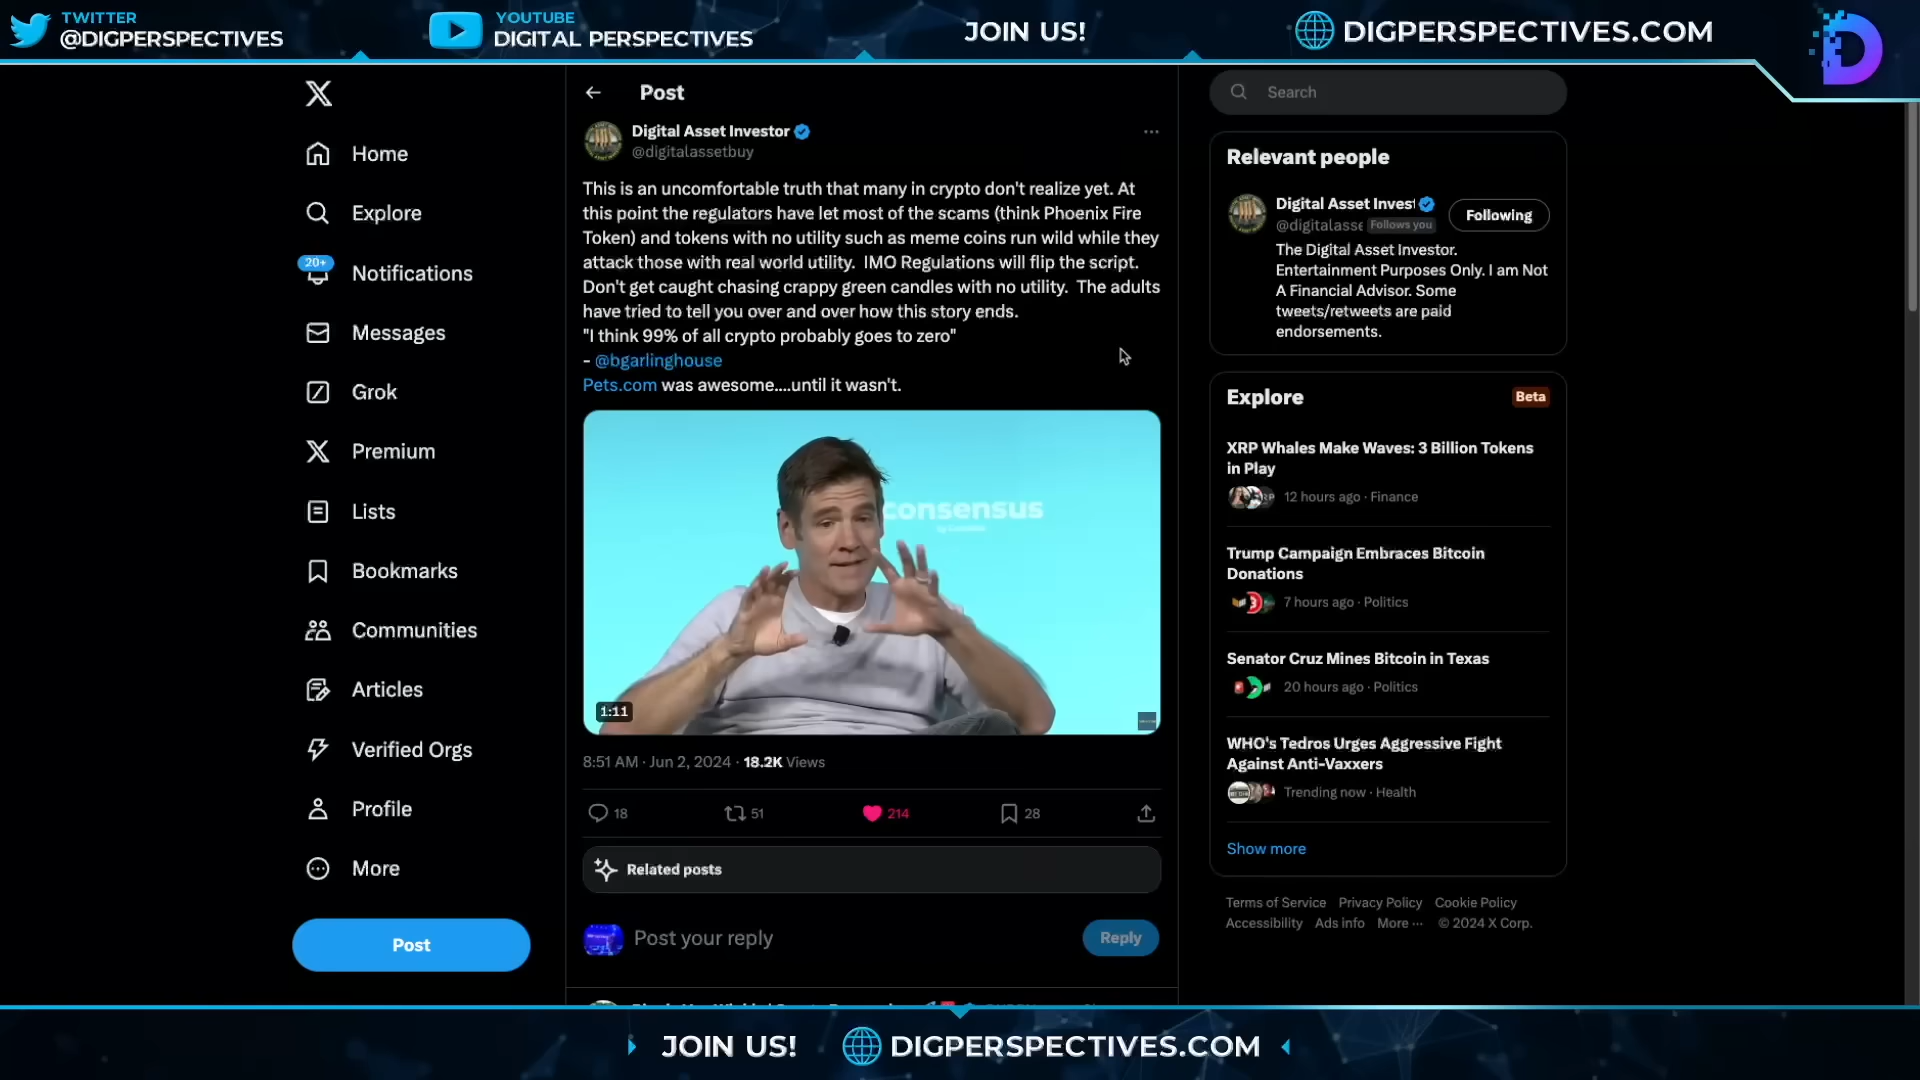 TWITTER
@DIGPERSPECTIVES
YOUTUBE
DIGITAL PERSPECTIVES
JOIN US!
DIGPERSPECTIVES.COM
Home
Explore
20+
Notifications
Messages
Grok
Premium
Lists
Bookmarks
Communities
Articles
Verified Orgs
Profile
More
Post
Post
Digital Asset Investor
@digitalassetbuy
This is an uncomfortable truth that many in crypto don't realize yet. At
this point the regulators have let most of the scams (think Phoenix Fire
Token) and tokens with no utility such as meme coins run wild while they
attack those with real world utility. IMO Regulations will flip the script.
Don't get caught chasing crappy green candles with no utility. The adults
have tried to tell you over and over how this story ends.
"I think 99% of all crypto probably goes to zero"
- @bgarlinghouse
Pets.com was awesome....until it wasn't.
consensus
1:11
8:51 AM · Jun 2, 2024 · 18.2K Views
18
51
214
28
Related posts
Post your reply
Reply
Search
Relevant people
Digital Asset Invest
@digitalasse
Follows you
Following
The Digital Asset Investor.
Entertainment Purposes Only. I am Not
A Financial Advisor. Some
tweets/retweets are paid
endorsements.
Explore
Beta
XRP Whales Make Waves: 3 Billion Tokens
in Play
12 hours ago · Finance
Trump Campaign Embraces Bitcoin
Donations
7 hours ago · Politics
Senator Cruz Mines Bitcoin in Texas
20 hours ago · Politics
WHO's Tedros Urges Aggressive Fight
Against Anti-Vaxxers
Trending now · Health
Show more
Terms of Service Privacy Policy Cookie Policy
Accessibility Ads info More ··· © 2024 X Corp.
JOIN US!
DIGPERSPECTIVES.COM